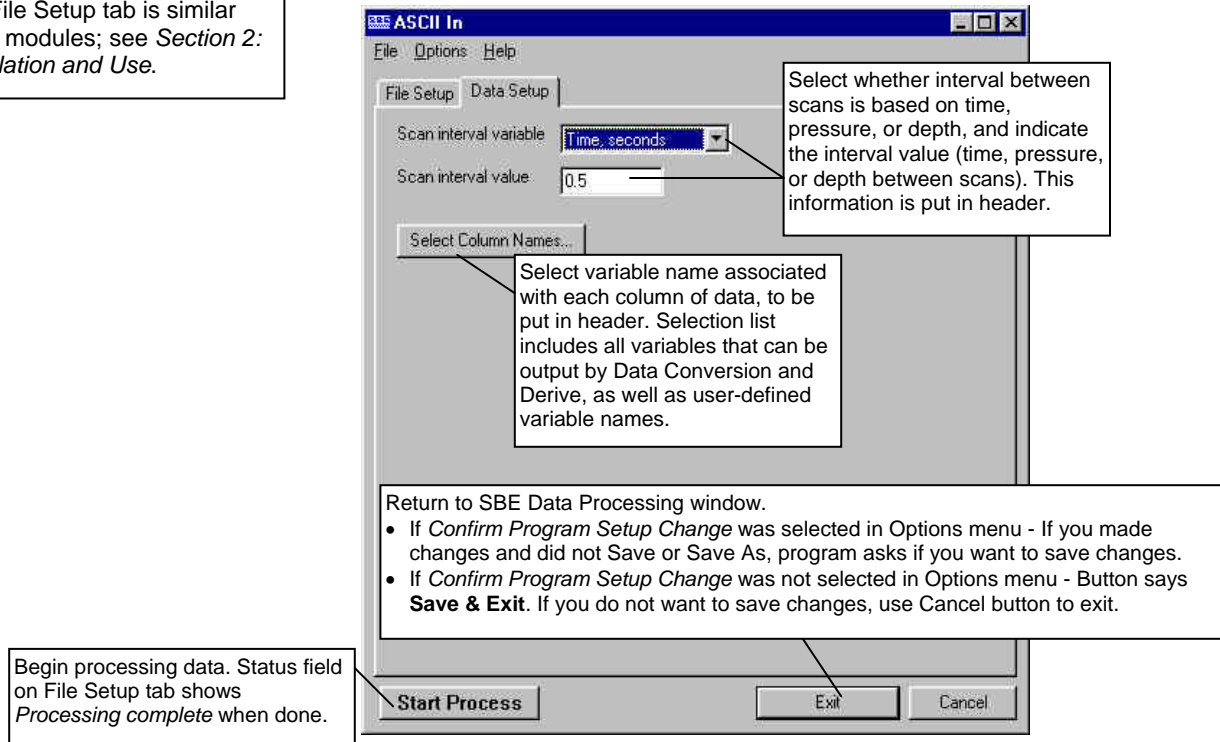 File Setup tab is similar
modules; see Section 2:
lation and Use.
ASCII In
File Options Help
File Setup Data Setup
Scan interval variable Time, seconds
Scan interval value 0.5
Select Column Names...
Select whether interval between
scans is based on time,
pressure, or depth, and indicate
the interval value (time, pressure,
or depth between scans). This
information is put in header.
Select variable name associated
with each column of data, to be
put in header. Selection list
includes all variables that can be
output by Data Conversion and
Derive, as well as user-defined
variable names.
Return to SBE Data Processing window.
• If Confirm Program Setup Change was selected in Options menu - If you made
changes and did not Save or Save As, program asks if you want to save changes.
• If Confirm Program Setup Change was not selected in Options menu - Button says
Save & Exit. If you do not want to save changes, use Cancel button to exit.
Begin processing data. Status field
on File Setup tab shows
Processing complete when done.
Start Process Exit Cancel